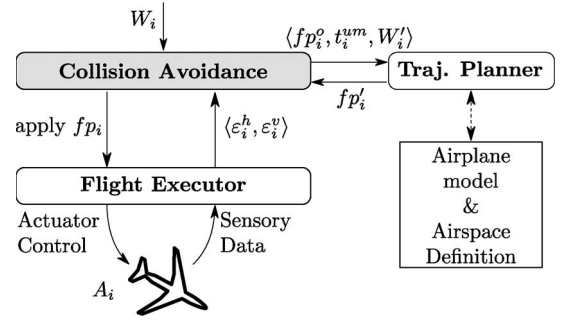 W_i
⟨fp_i^o, t_i^{um}, W_i'⟩
Collision Avoidance
Traj. Planner
fp_i'
apply fp_i
⟨ε_i^h, ε_i^v⟩
Airplane
model
&
Airspace
Definition
Flight Executor
Actuator
Control
Sensory
Data
A_i